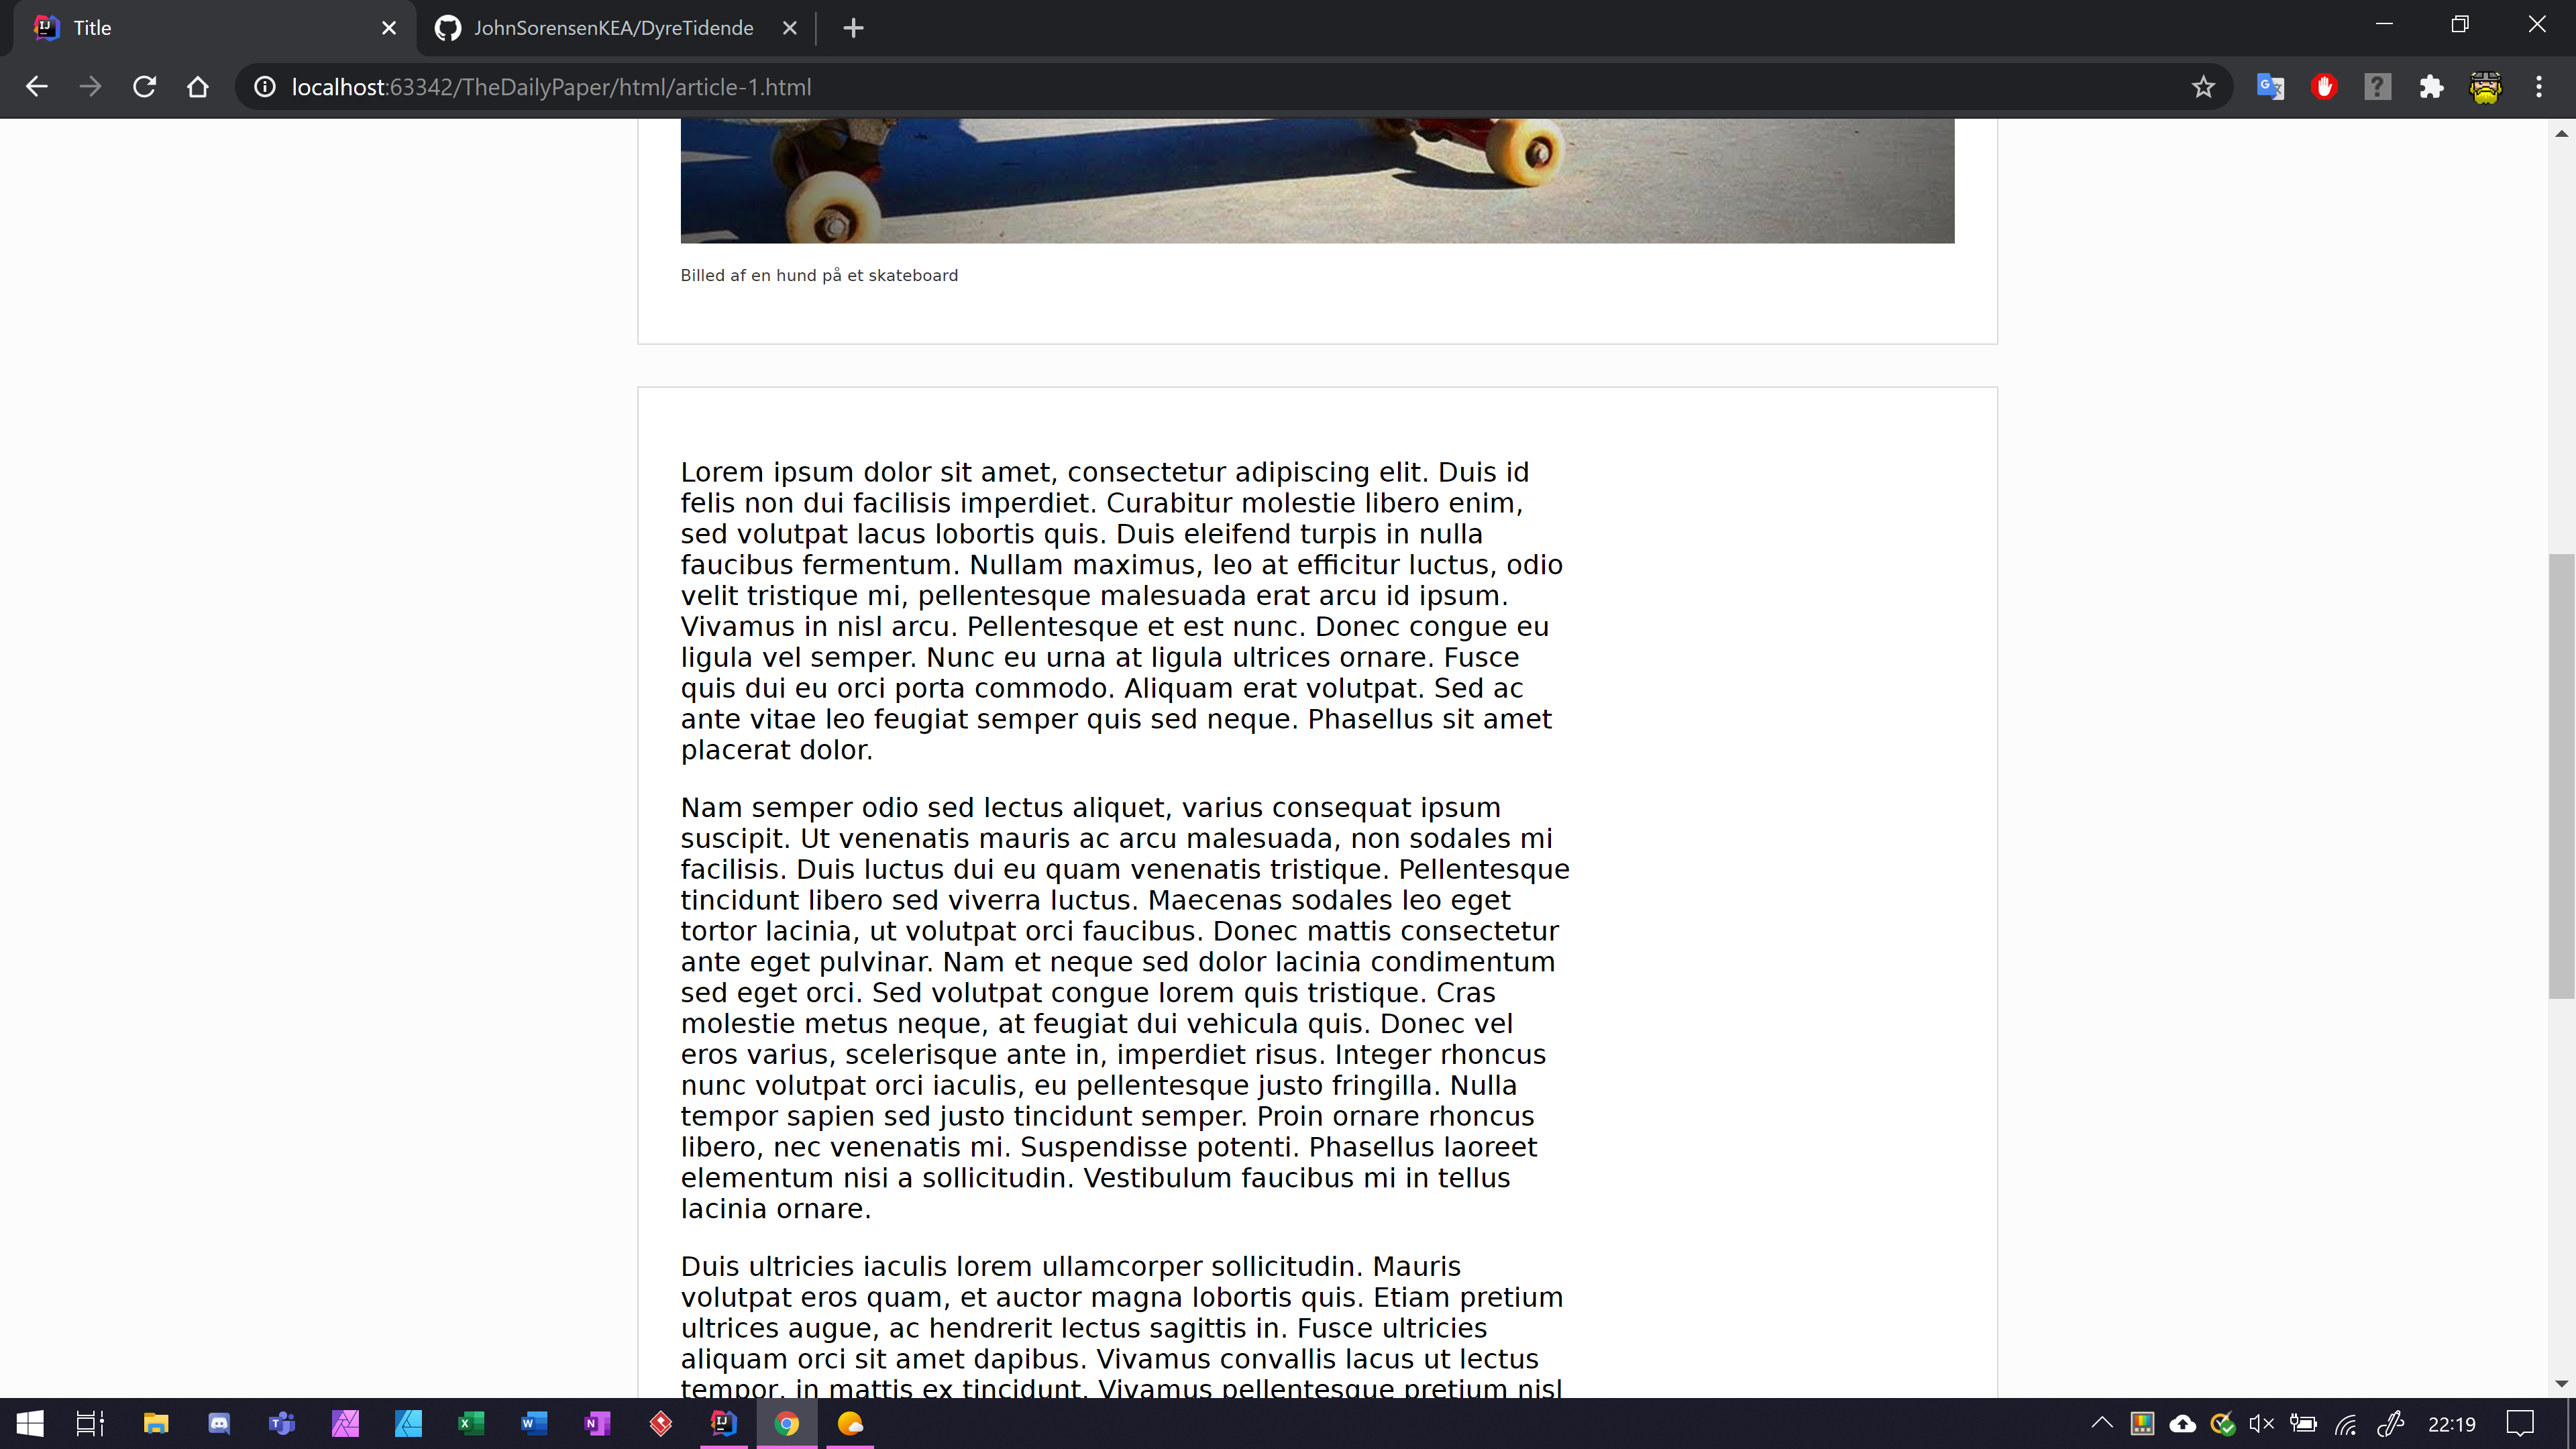 Title
JohnSorensenKEA/DyreTidende
localhost:63342/TheDailyPaper/html/article-1.html
Billed af en hund på et skateboard
Lorem ipsum dolor sit amet, consectetur adipiscing elit. Duis id
felis non dui facilisis imperdiet. Curabitur molestie libero enim,
sed volutpat lacus lobortis quis. Duis eleifend turpis in nulla
faucibus fermentum. Nullam maximus, leo at efficitur luctus, odio
velit tristique mi, pellentesque malesuada erat arcu id ipsum.
Vivamus in nisl arcu. Pellentesque et est nunc. Donec congue eu
ligula vel semper. Nunc eu urna at ligula ultrices ornare. Fusce
quis dui eu orci porta commodo. Aliquam erat volutpat. Sed ac
ante vitae leo feugiat semper quis sed neque. Phasellus sit amet
placerat dolor.
Nam semper odio sed lectus aliquet, varius consequat ipsum
suscipit. Ut venenatis mauris ac arcu malesuada, non sodales mi
facilisis. Duis luctus dui eu quam venenatis tristique. Pellentesque
tincidunt libero sed viverra luctus. Maecenas sodales leo eget
tortor lacinia, ut volutpat orci faucibus. Donec mattis consectetur
ante eget pulvinar. Nam et neque sed dolor lacinia condimentum
sed eget orci. Sed volutpat congue lorem quis tristique. Cras
molestie metus neque, at feugiat dui vehicula quis. Donec vel
eros varius, scelerisque ante in, imperdiet risus. Integer rhoncus
nunc volutpat orci iaculis, eu pellentesque justo fringilla. Nulla
tempor sapien sed justo tincidunt semper. Proin ornare rhoncus
libero, nec venenatis mi. Suspendisse potenti. Phasellus laoreet
elementum nisi a sollicitudin. Vestibulum faucibus mi in tellus
lacinia ornare.
Duis ultricies iaculis lorem ullamcorper sollicitudin. Mauris
volutpat eros quam, et auctor magna lobortis quis. Etiam pretium
ultrices augue, ac hendrerit lectus sagittis in. Fusce ultricies
aliquam orci sit amet dapibus. Vivamus convallis lacus ut lectus
tempor, in mattis ex tincidunt. Vivamus pellentesque pretium nisl
22:19